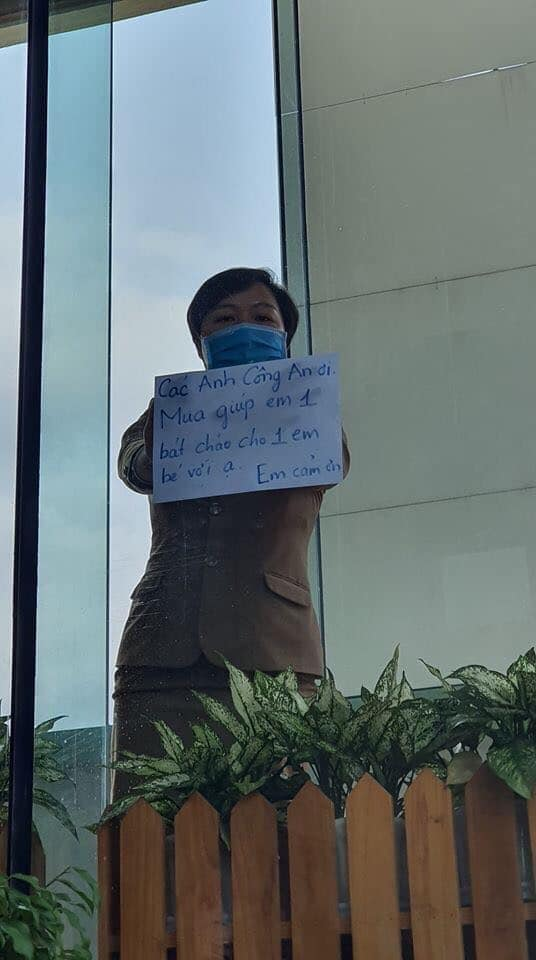 Các Anh Công An ơi.
Mua giúp em 1
bát cháo cho 1 em
bé với ạ. Em cảm ơn